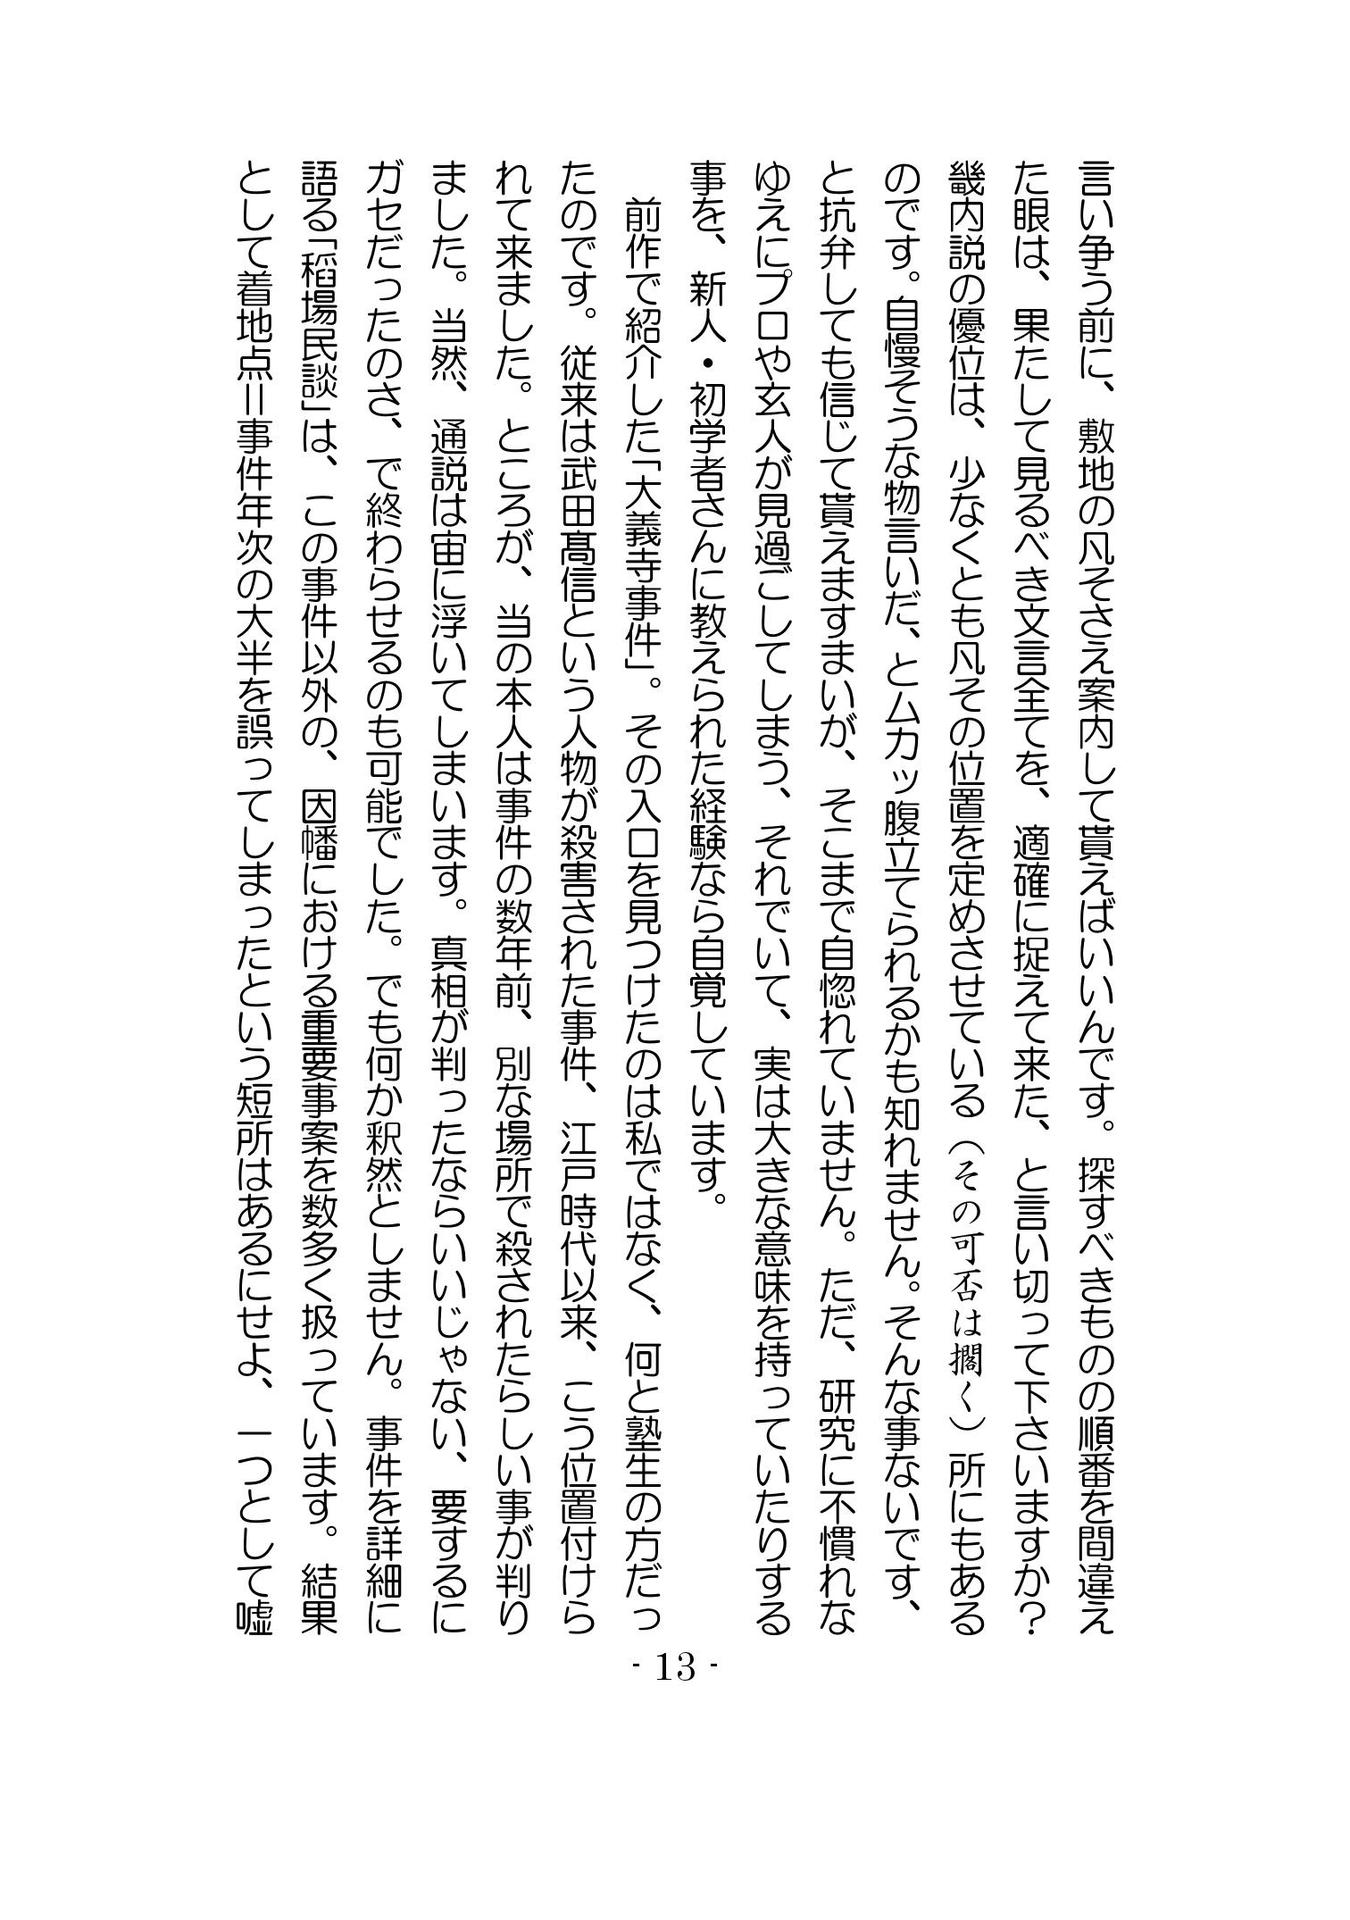 言い争う前に、敷地の凡そさえ案内して貰えばいいんです。探すべきものの順番を間違え
た眼は、果たして見るべき文言全てを、適確に捉えて来た、と言い切って下さいますか？
畿内説の優位は、少なくとも凡その位置を定めさせている（その可否は擱く）所にもある
のです。自慢そうな物言いだ、とムカッ腹立てられるかも知れません。そんな事ないです、
と抗弁しても信じて貰えますまいが、そこまで自惚れていません。ただ、研究に不慣れな
ゆえにプロや玄人が見過ごしてしまう、それでいて、実は大きな意味を持っていたりする
事を、新人・初学者さんに教えられた経験なら自覚しています。
　前作で紹介した「大義寺事件」。その入口を見つけたのは私ではなく、何と塾生の方だっ
たのです。従来は武田髙信という人物が殺害された事件、江戸時代以来、こう位置付けら
れて来ました。ところが、当の本人は事件の数年前、別な場所で殺されたらしい事が判り
ました。当然、通説は宙に浮いてしまいます。真相が判ったならいいじゃない、要するに
ガセだったのさ、で終わらせるのも可能でした。でも何か釈然としません。事件を詳細に
語る「稻場民談」は、この事件以外の、因幡における重要事案を数多く扱っています。結果
として着地点＝事件年次の大半を誤ってしまったという短所はあるにせよ、一つとして嘘
- 13 -